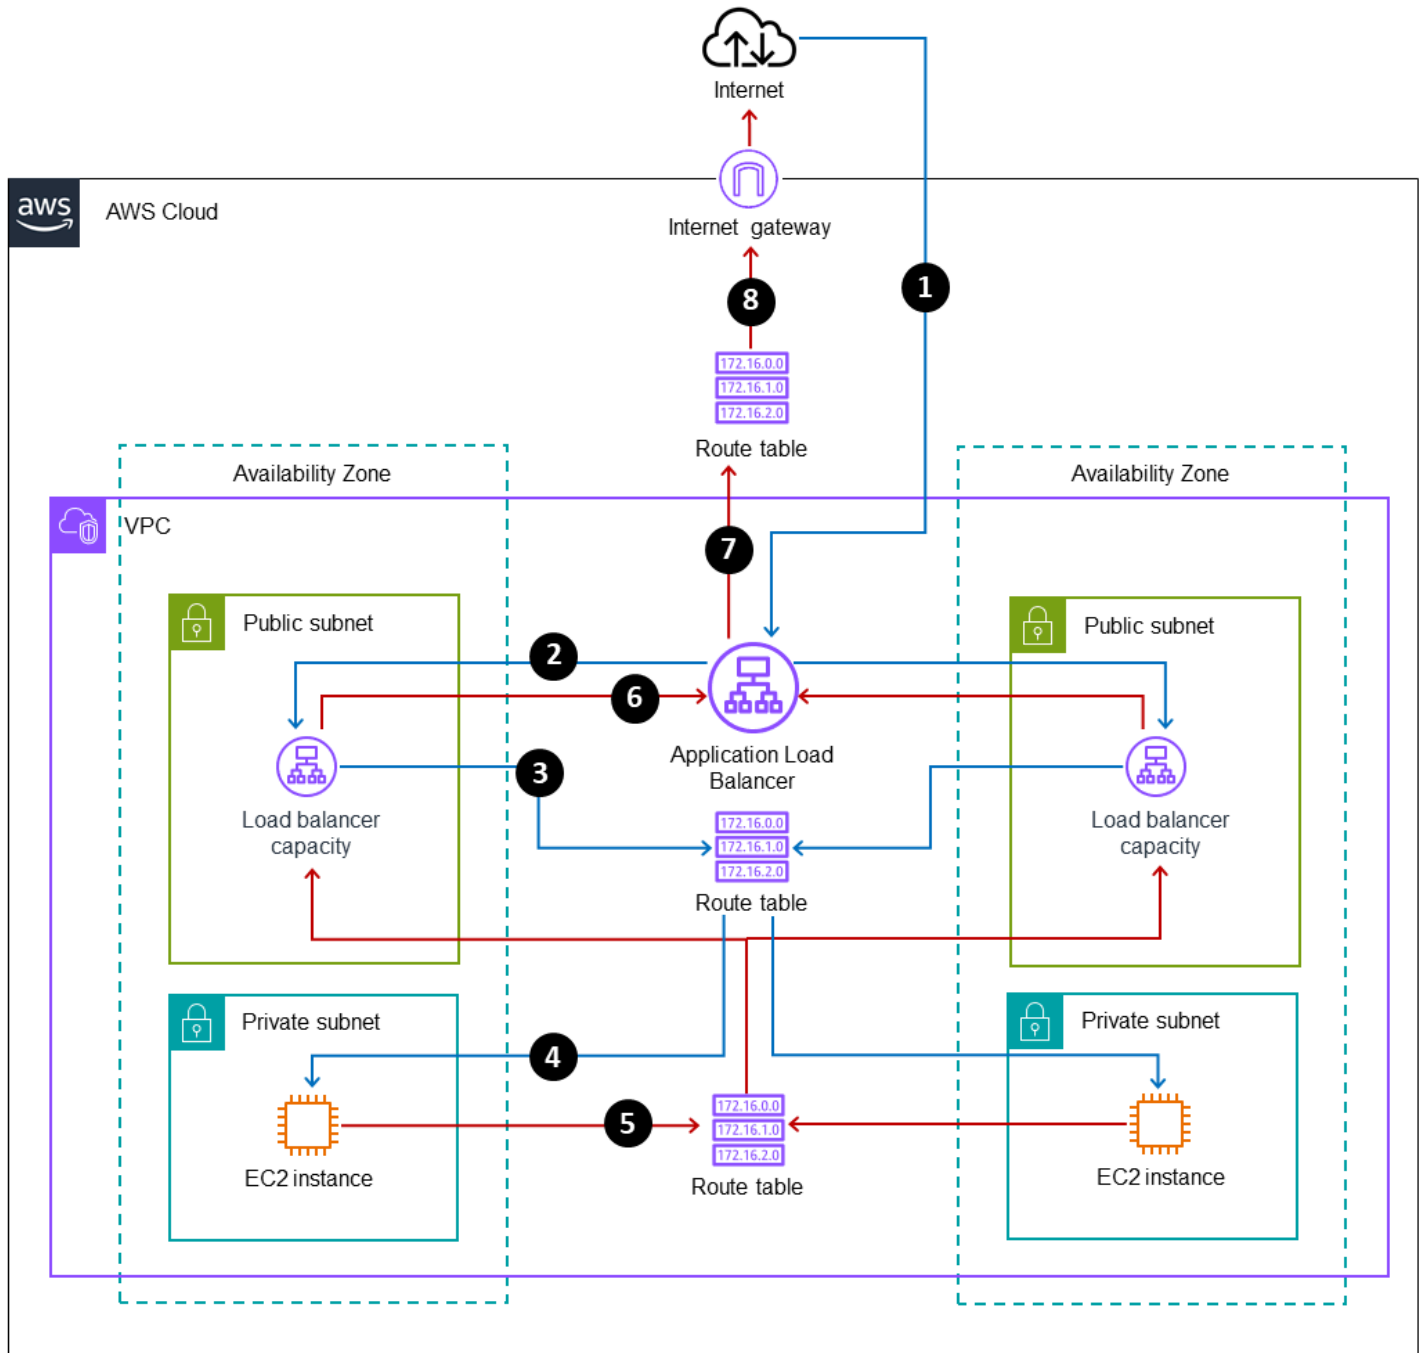 Internet
aws
AWS Cloud
Internet gateway
1
8
172.16.0.0
172.16.1.0
172.16.2.0
Route table
Availability Zone
Availability Zone
VPC
7
Public subnet
Public subnet
2
6
Application Load
Balancer
3
Load balancer
capacity
Load balancer
capacity
172.16.0.0
172.16.1.0
172.16.2.0
Route table
Private subnet
Private subnet
4
5
172.16.0.0
172.16.1.0
172.16.2.0
EC2 instance
EC2 instance
Route table